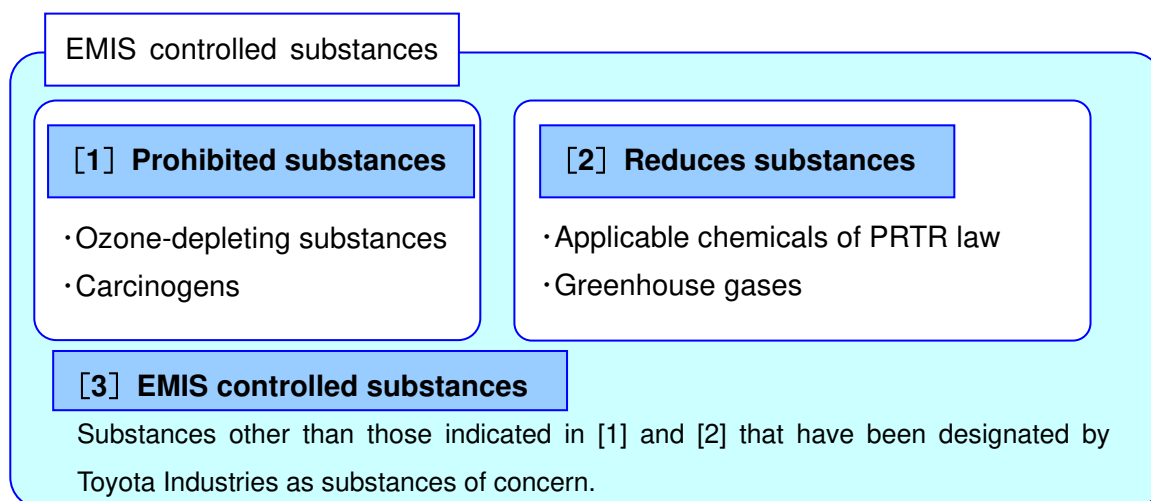 EMIS controlled substances
［1］ Prohibited substances
・Ozone-depleting substances
・Carcinogens
［2］ Reduces substances
・Applicable chemicals of PRTR law
・Greenhouse gases
［3］ EMIS controlled substances
Substances other than those indicated in [1] and [2] that have been designated by
Toyota Industries as substances of concern.